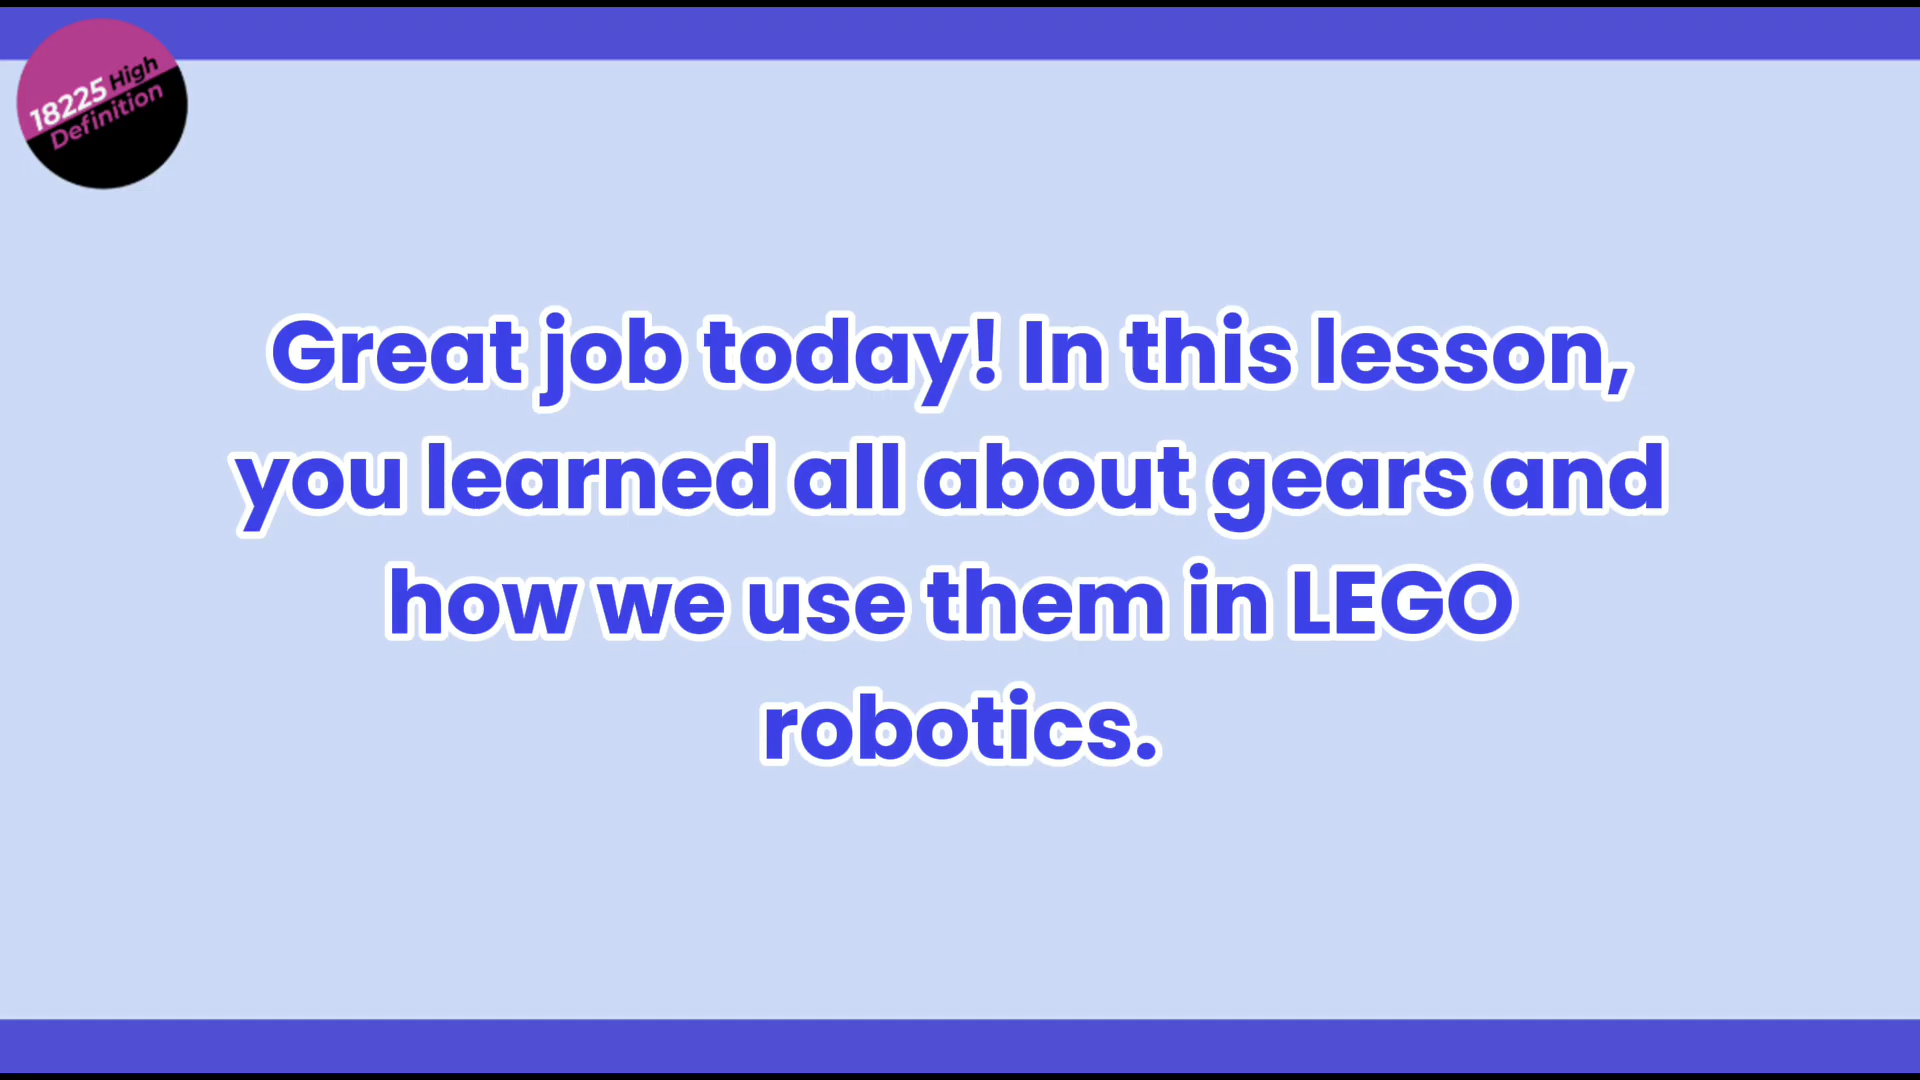 18225 High
Definition
Great job today! In this lesson,
you learned all about gears and
how we use them in LEGO
robotics.